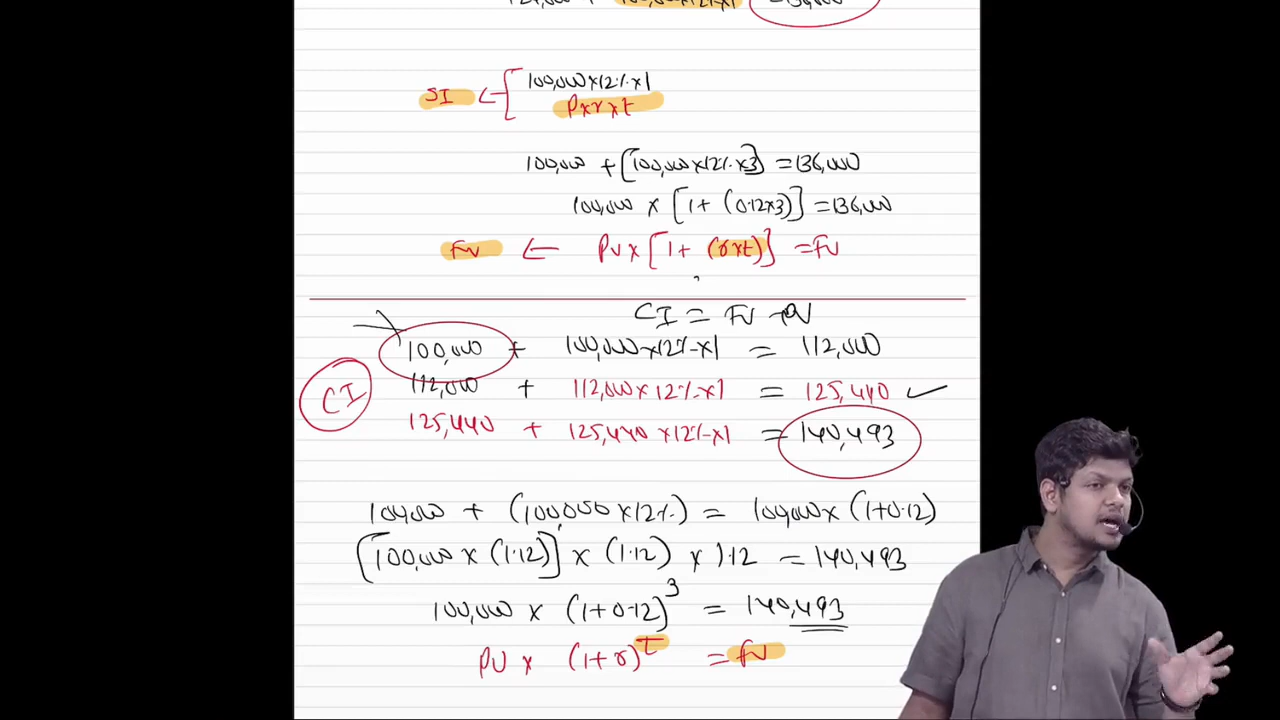 100,000×12%×1
SI ← P×r×t
100,000 + [100,000×12%×3] = 136,000
100,000 × [1 + (0.12×3)] = 136,000
FV ← PV × [1 + (r×t)] = FV
CI = FV - PV
100,000 + 100,000×12%×1 = 112,000
CI 112,000 + 112,000×12%×1 = 125,440 ✓
125,440 + 125,440×12%×1 = 140,493
100,000 + (100,000×12%) = 100,000 × (1+0.12)
[100,000 × (1.12)] × (1.12) × 1.12 = 140,493
100,000 × (1+0.12)^3 = 140,493
PV × (1+r)^t = FV